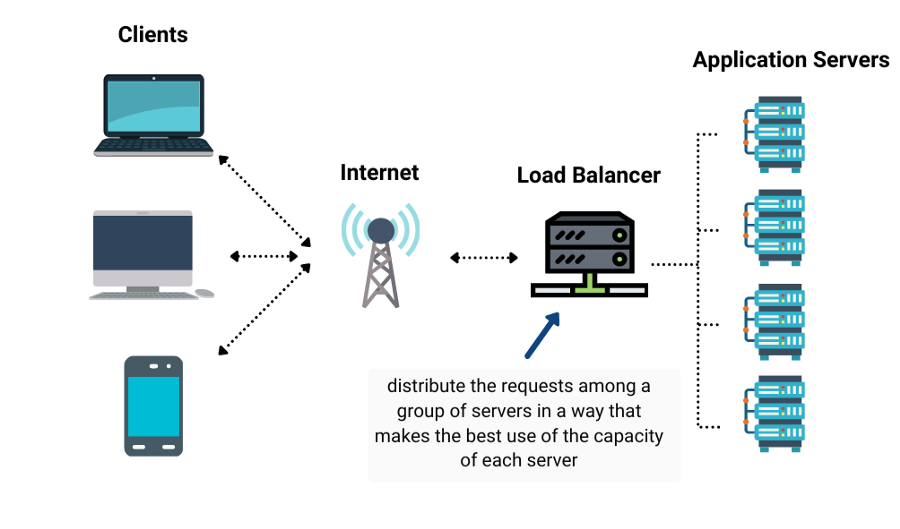 Clients
Application Servers
Internet
Load Balancer
distribute the requests among a
group of servers in a way that
makes the best use of the capacity
of each server